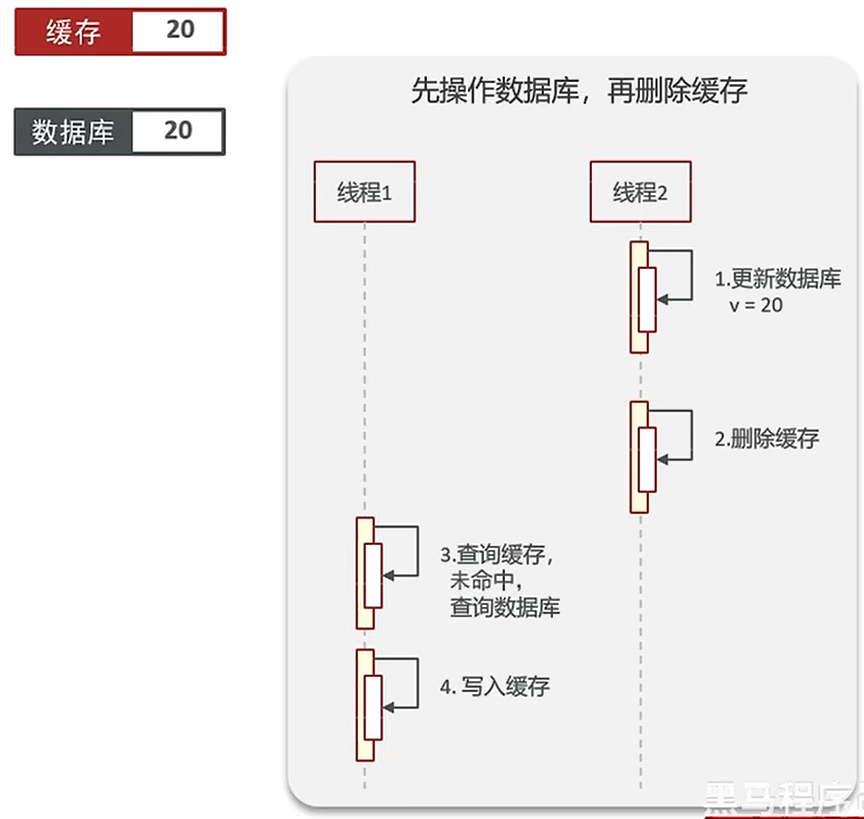 缓存 20
数据库 20
先操作数据库，再删除缓存
线程1
线程2
1.更新数据库
v = 20
2.删除缓存
3.查询缓存，
未命中，
查询数据库
4. 写入缓存
黑马程序